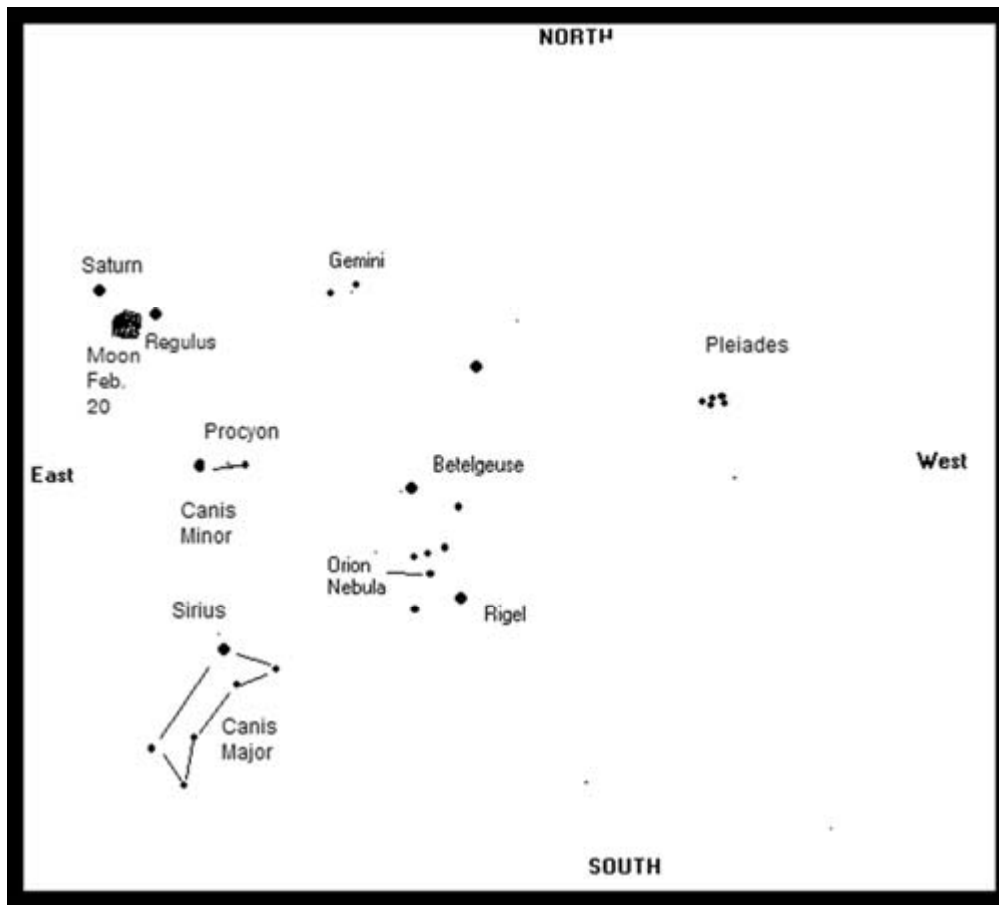 NORTH
Saturn
Gemini
Regulus
Moon
Feb.
20
Pleiades
Procyon
East
Betelgeuse
West
Canis
Minor
Orion
Nebula
Sirius
Rigel
Canis
Major
SOUTH